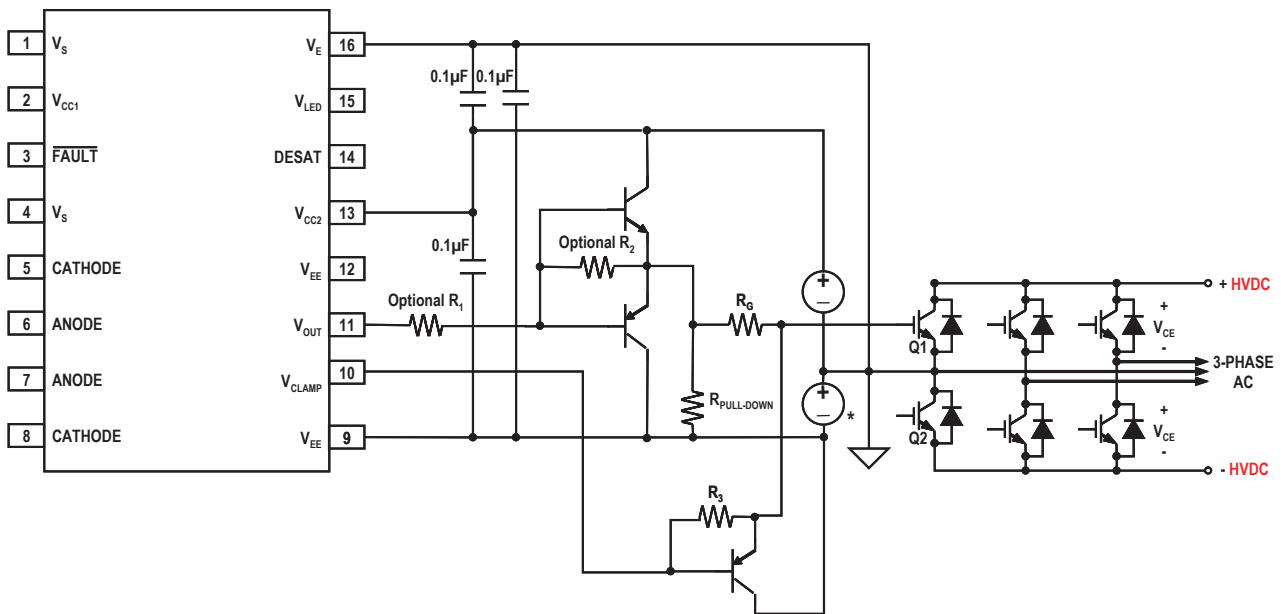 1 V_S
2 V_CC1
3 FAULT
4 V_S
5 CATHODE
6 ANODE
7 ANODE
8 CATHODE
V_E 16
V_LED 15
DESAT 14
V_CC2 13
V_EE 12
V_OUT 11
V_CLAMP 10
V_EE 9
0.1µF 0.1µF
0.1µF
Optional R_1
Optional R_2
R_G
R_PULL-DOWN
R_3
+
–
+
–
*
Q1
Q2
+ HVDC
+
V_CE
-
3-PHASE
AC
+
V_CE
-
- HVDC